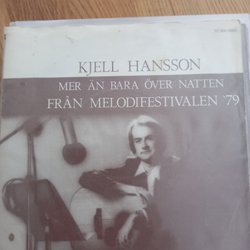 KJELL HANSSON
MER ÄN BARA ÖVER NATTEN
FRÅN MELODIFESTIVALEN '79